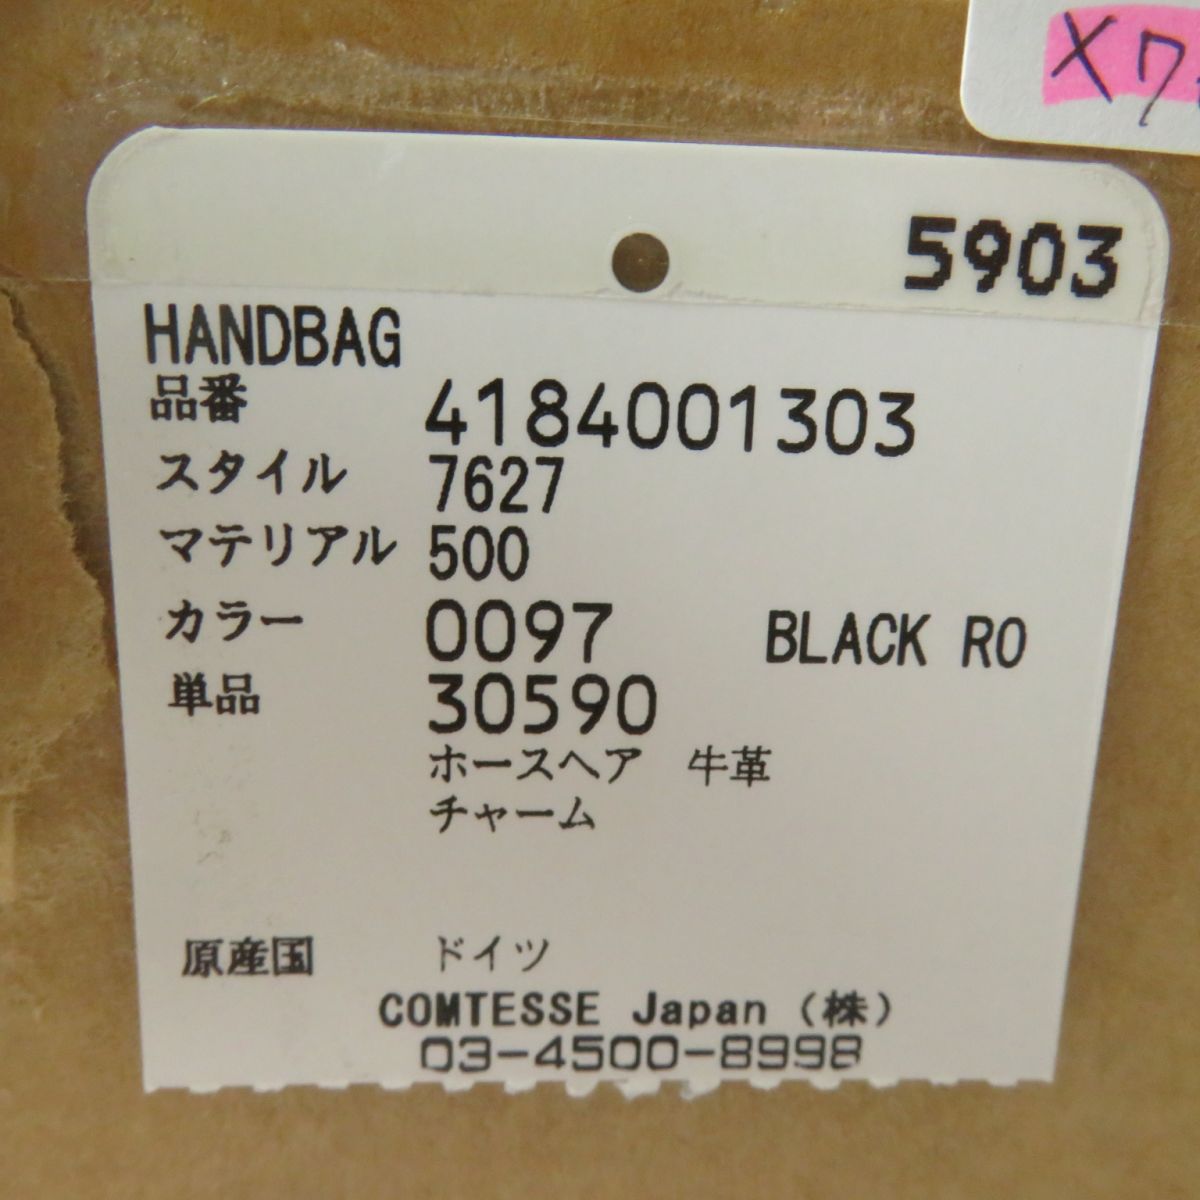 X7
5903
HANDBAG
品番 4184001303
スタイル 7627
マテリアル 500
カラー 0097 BLACK RO
単品 30590
ホースヘア 牛革
チャーム
原産国 ドイツ
COMTESSE Japan (株)
03-4500-8998